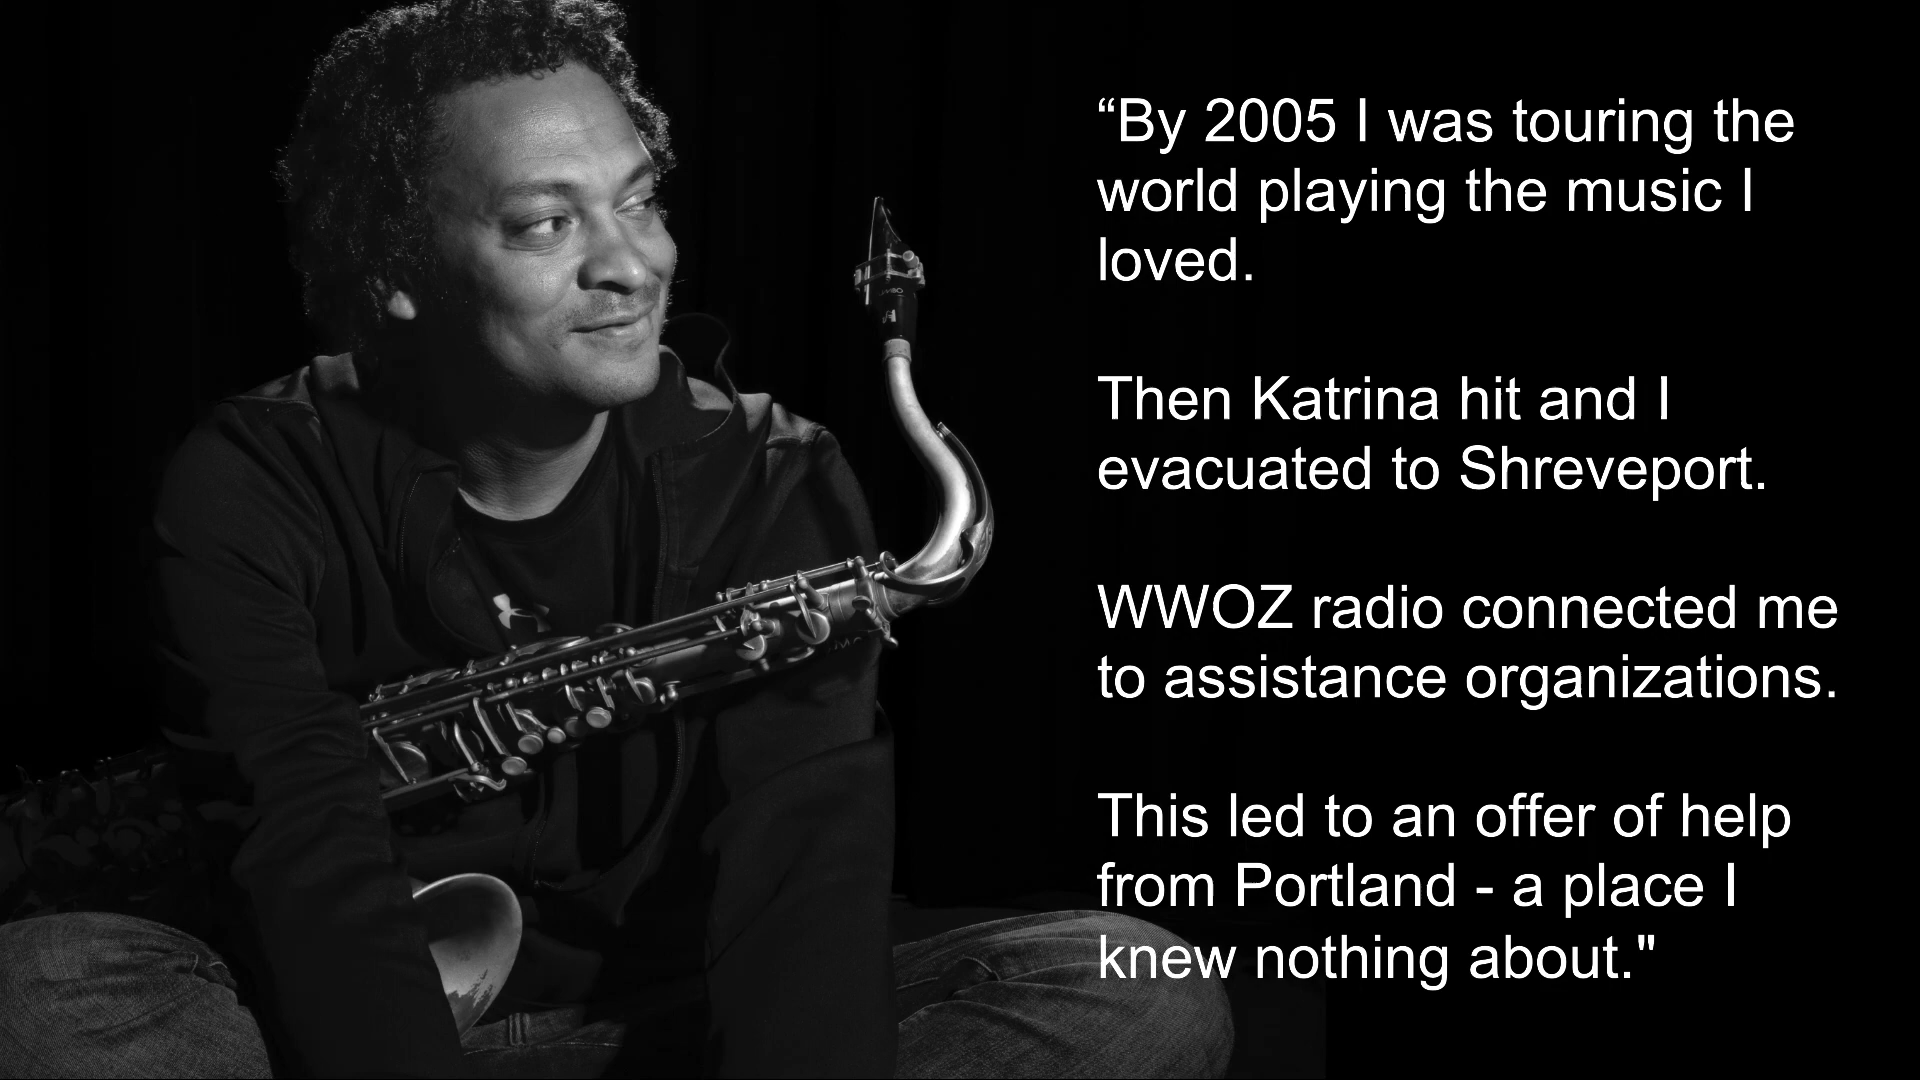 “By 2005 I was touring the
world playing the music I
loved.
Then Katrina hit and I
evacuated to Shreveport.
WWOZ radio connected me
to assistance organizations.
This led to an offer of help
from Portland - a place I
knew nothing about."